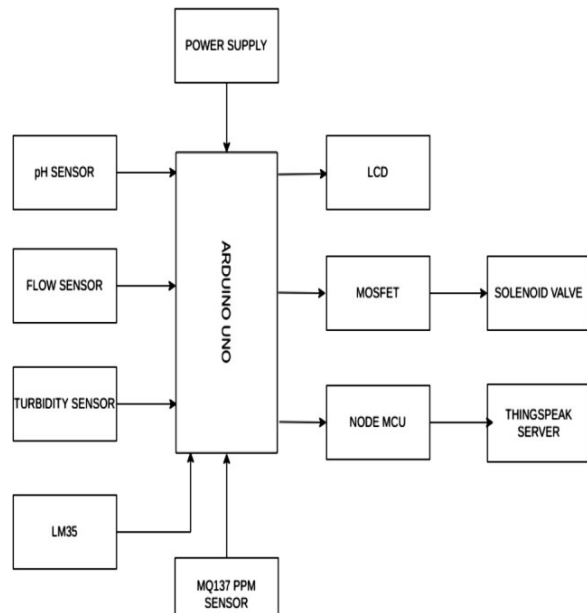 POWER SUPPLY
pH SENSOR
LCD
ARDUINO UNO
FLOW SENSOR
MOSFET
SOLENOID VALVE
TURBIDITY SENSOR
NODE MCU
THINGSPEAK
SERVER
LM35
MQ137 PPM
SENSOR